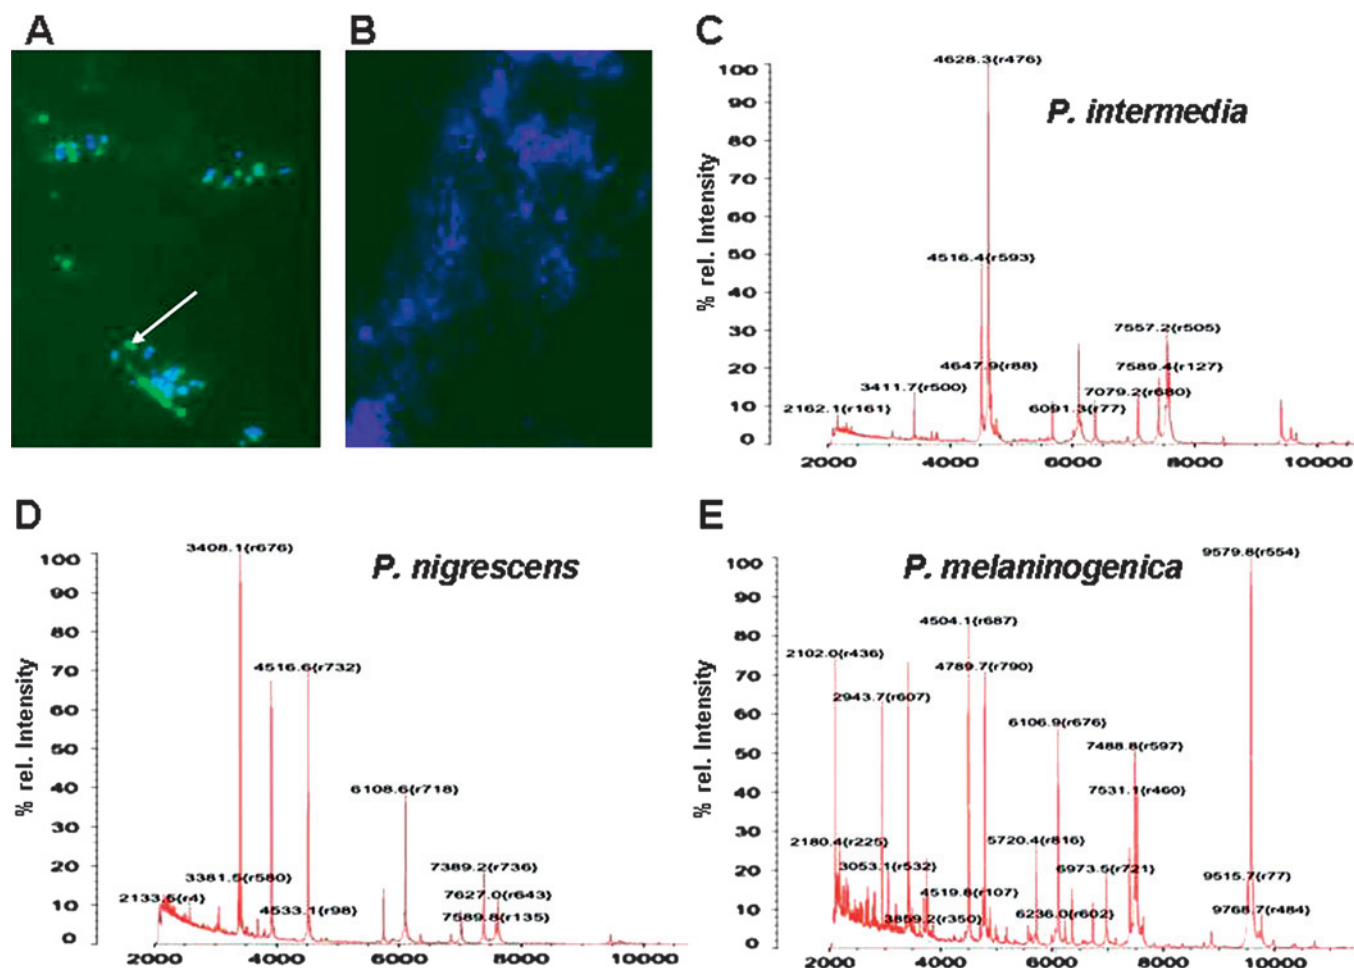 A
B
C
P. intermedia
% rel. Intensity
100
90
80
70
60
50
40
30
20
10
0
4628.3(r476)
4516.4(r593)
4647.9(r88)
7557.2(r505)
7589.4(r127)
3411.7(r500)
7079.2(r680)
2162.1(r161)
6091.3(r77)
2000 4000 6000 8000 10000
D
P. nigrescens
% rel. Intensity
100
90
80
70
60
50
40
30
20
10
0
3408.1(r676)
4516.6(r732)
6108.6(r718)
7389.2(r736)
3381.5(r580)
7627.0(r643)
2133.5(r4)
4533.1(r98)
7589.8(r135)
2000 4000 6000 8000 10000
E
P. melaninogenica
% rel. Intensity
100
90
80
70
60
50
40
30
20
10
0
9579.8(r554)
4504.1(r687)
2102.0(r436)
4789.7(r790)
2943.7(r607)
6106.9(r676)
7488.8(r597)
7531.1(r460)
2180.4(r225)
5720.4(r816)
3053.1(r532)
6973.5(r721)
9515.7(r77)
4519.6(r107)
3859.2(r350)
6236.0(r602)
9768.7(r484)
2000 4000 6000 8000 10000